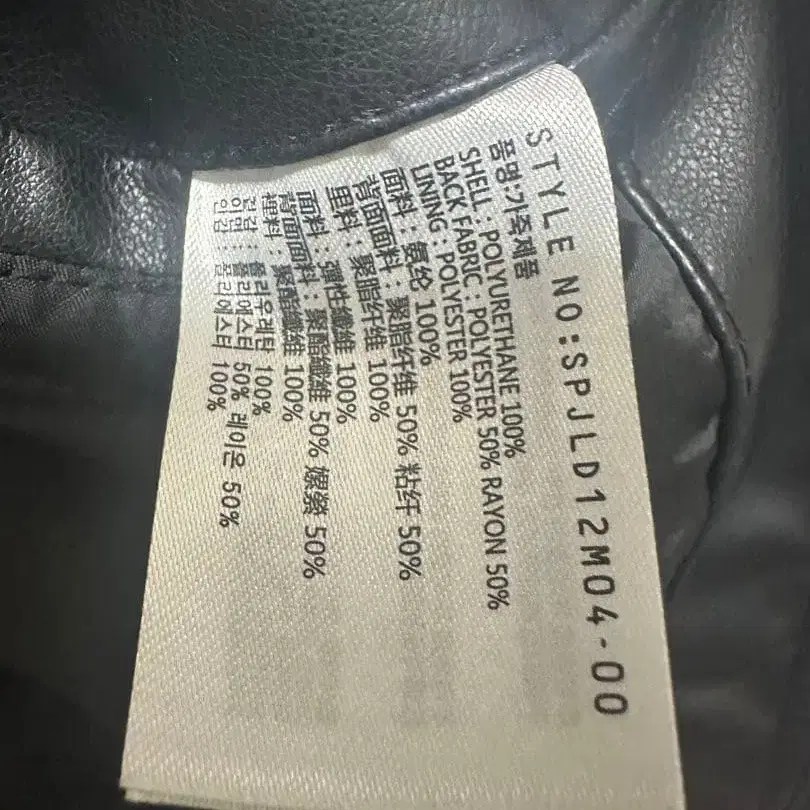 STYLE NO:SPJLD12M04-00
품명:가죽제품
SHELL : POLYURETHANE 100%
BACK FABRIC : POLYESTER 50% RAYON 50%
LINING : POLYESTER 100%
面料 : 氨纶 100%
背面面料 : 聚脂纤维 50% 粘纤 50%
里料 : 聚脂纤维 100%
面料 : 彈性纖維 100%
背面面料 : 聚酯纖維 50% 嫘縈 50%
裡料 : 聚酯纖維 100%
겉감 : 폴리우레탄 100%
이면 : 폴리에스터 50% 레이온 50%
안감 : 폴리에스터 100%